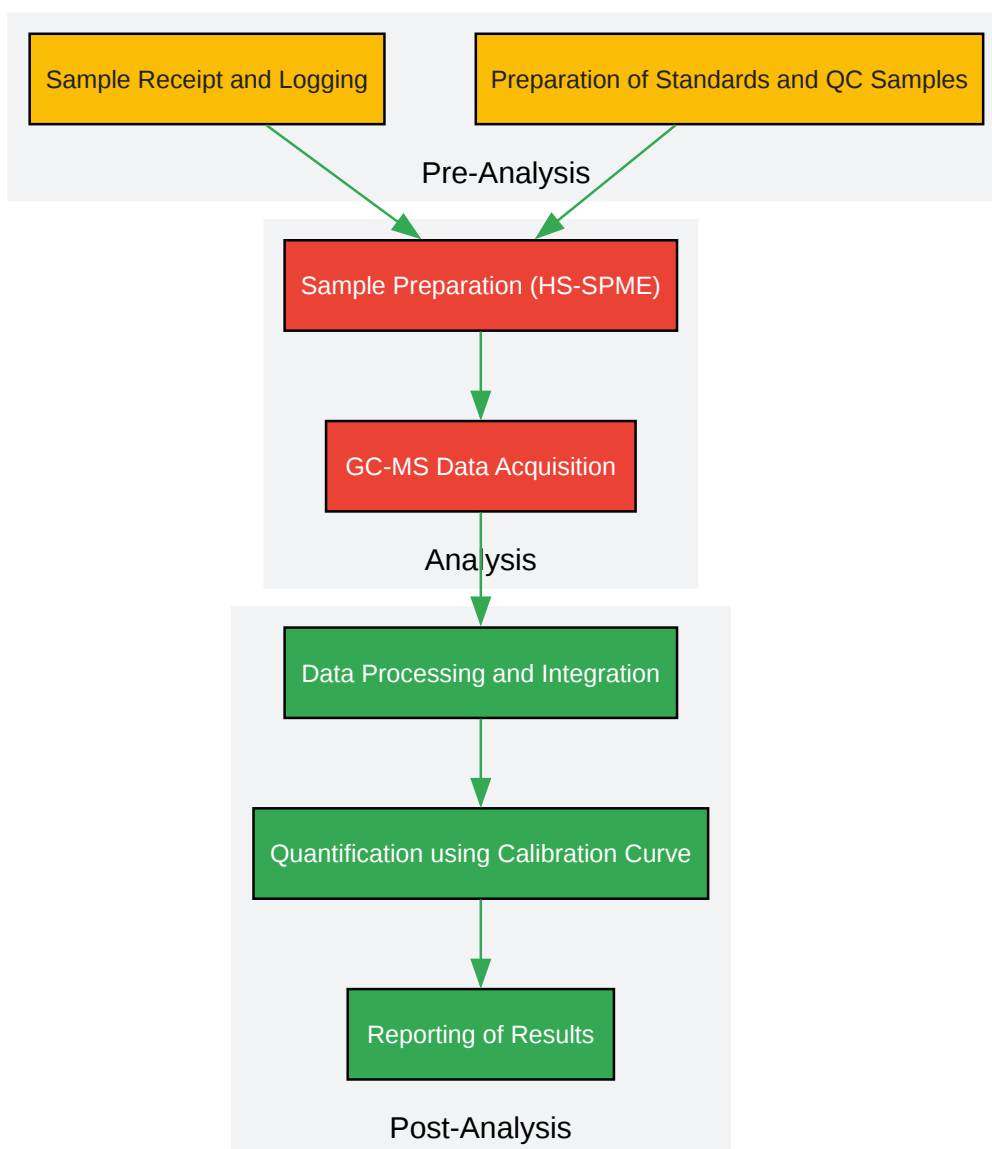 Sample Receipt and Logging
Preparation of Standards and QC Samples
Pre-Analysis
Sample Preparation (HS-SPME)
GC-MS Data Acquisition
Analysis
Data Processing and Integration
Quantification using Calibration Curve
Reporting of Results
Post-Analysis